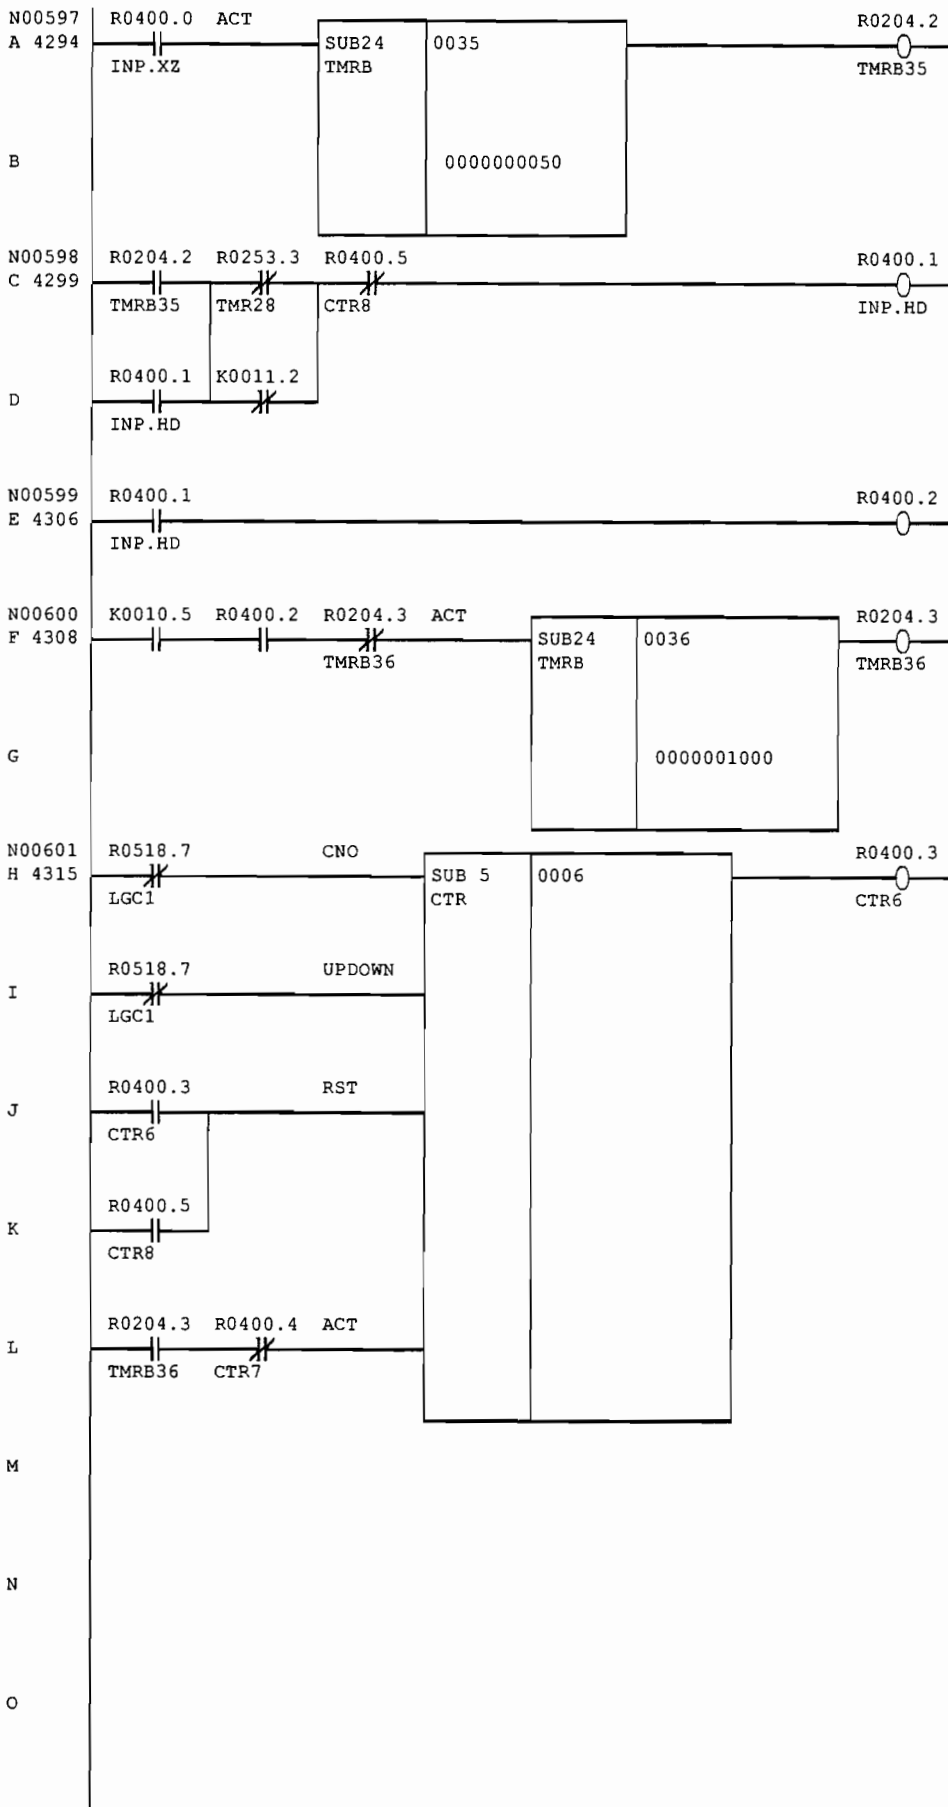 N00597 R0400.0 ACT R0204.2
A 4294 SUB24 0035
INP.XZ TMRB TMRB35
B 0000000050
N00598 R0204.2 R0253.3 R0400.5 R0400.1
C 4299
TMRB35 TMR28 CTR8 INP.HD
R0400.1 K0011.2
D
INP.HD
N00599 R0400.1 R0400.2
E 4306
INP.HD
N00600 K0010.5 R0400.2 R0204.3 ACT R0204.3
F 4308 SUB24 0036
TMRB36 TMRB TMRB36
G 0000001000
N00601 R0518.7 CNO R0400.3
H 4315 SUB 5 0006
LGC1 CTR CTR6
R0518.7 UPDOWN
I
LGC1
R0400.3 RST
J
CTR6
R0400.5
K
CTR8
R0204.3 R0400.4 ACT
L
TMRB36 CTR7
M
N
O